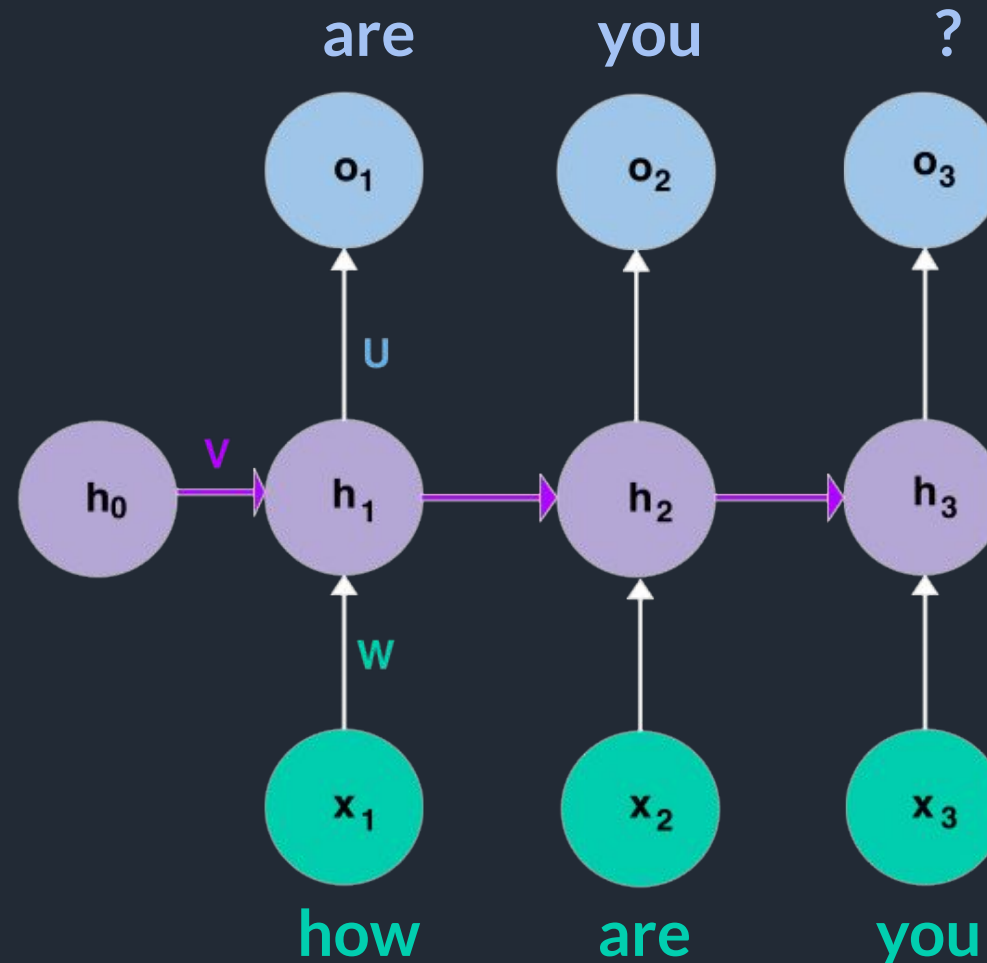 are you ?
o1 o2 o3
U
V
h0 h1 h2 h3
W
x1 x2 x3
how are you